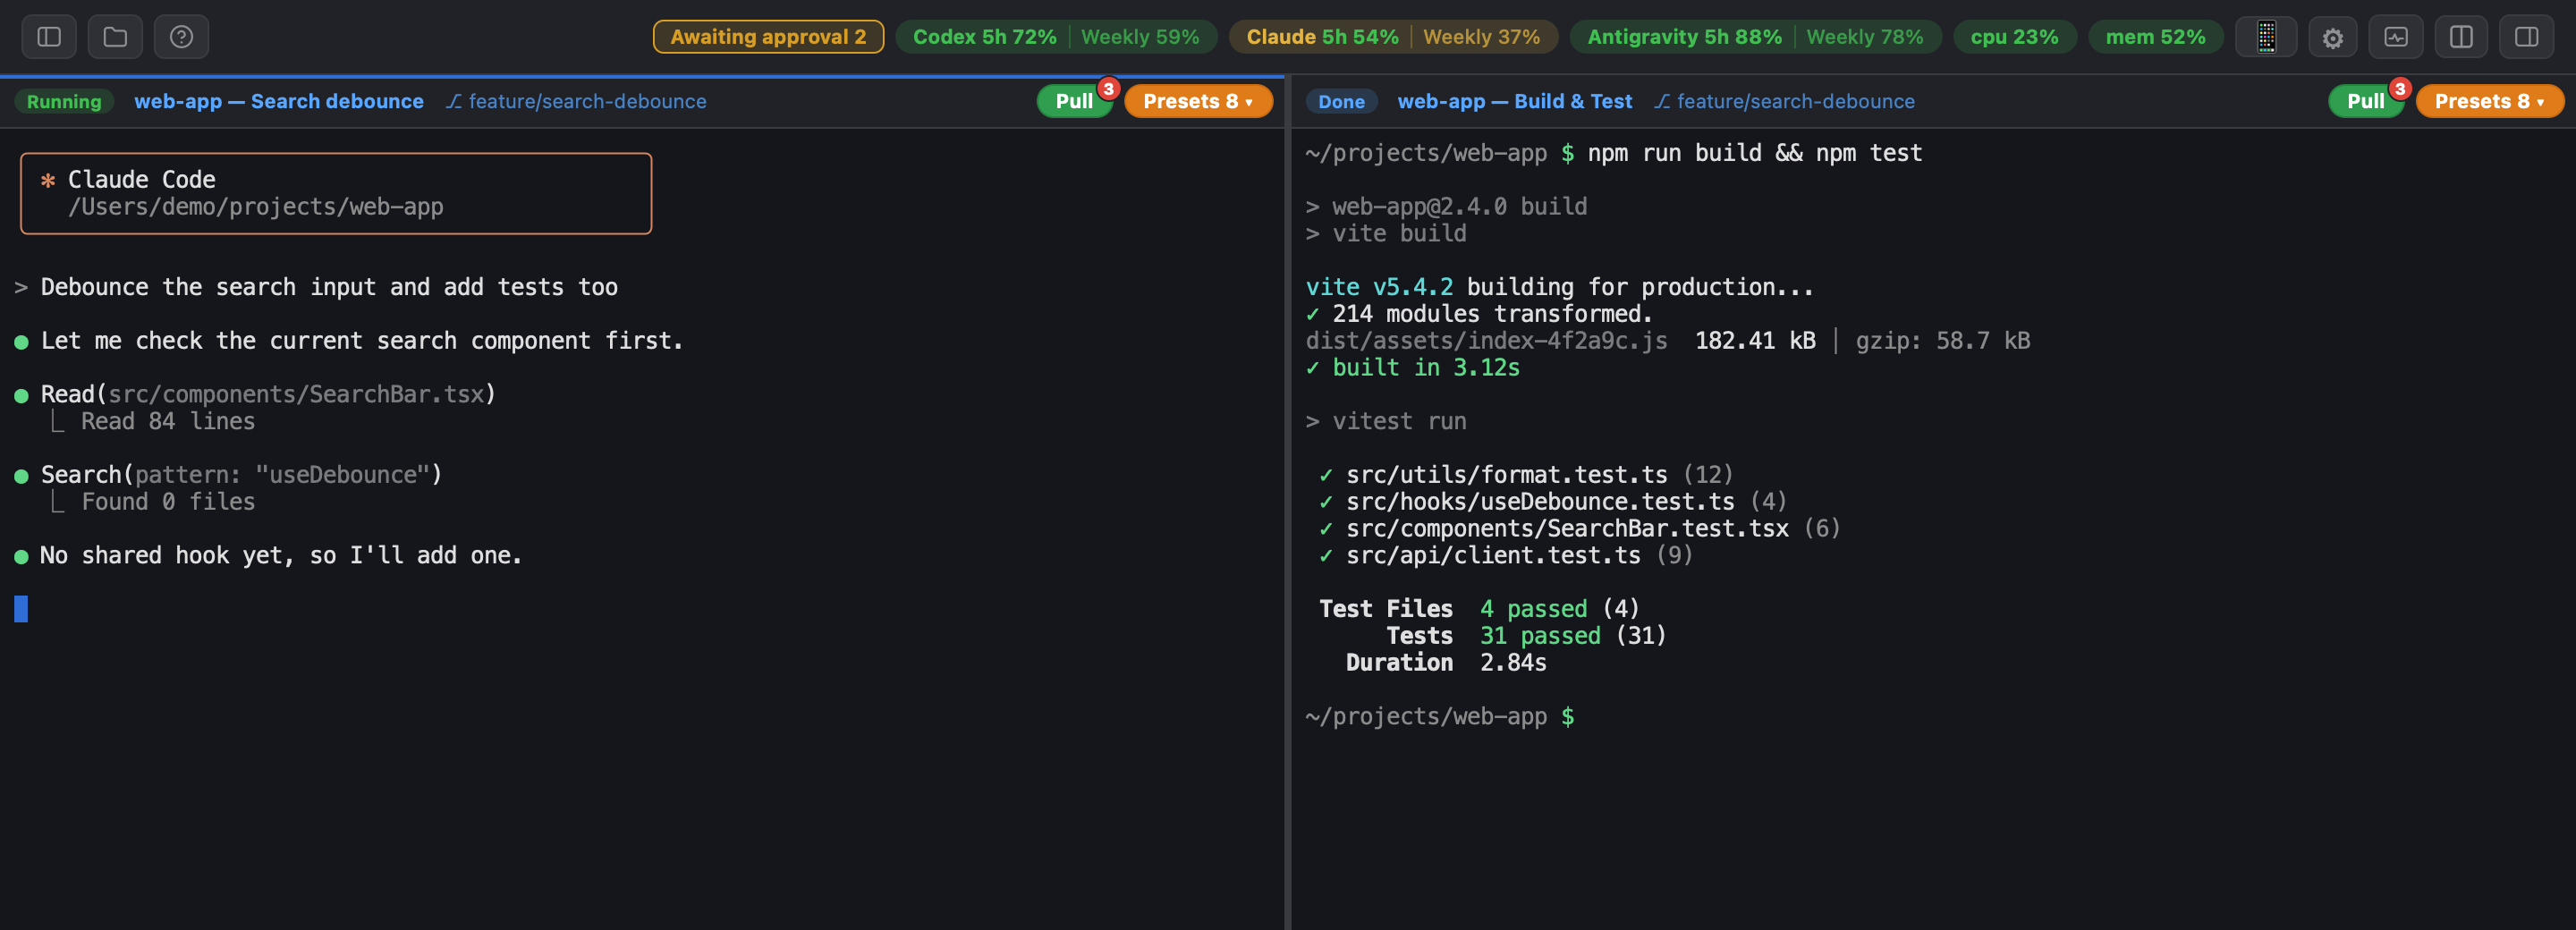 Awaiting approval 2 Codex 5h 72% Weekly 59% Claude 5h 54% Weekly 37% Antigravity 5h 88% Weekly 78% cpu 23% mem 52%
Running web-app — Search debounce feature/search-debounce Pull 3 Presets 8
* Claude Code
/Users/demo/projects/web-app
> Debounce the search input and add tests too
Let me check the current search component first.
Read(src/components/SearchBar.tsx)
Read 84 lines
Search(pattern: "useDebounce")
Found 0 files
No shared hook yet, so I'll add one.
Done web-app — Build & Test feature/search-debounce Pull 3 Presets 8
~/projects/web-app $ npm run build && npm test
> web-app@2.4.0 build
> vite build
vite v5.4.2 building for production...
✓ 214 modules transformed.
dist/assets/index-4f2a9c.js 182.41 kB │ gzip: 58.7 kB
✓ built in 3.12s
> vitest run
✓ src/utils/format.test.ts (12)
✓ src/hooks/useDebounce.test.ts (4)
✓ src/components/SearchBar.test.tsx (6)
✓ src/api/client.test.ts (9)
Test Files 4 passed (4)
Tests 31 passed (31)
Duration 2.84s
~/projects/web-app $